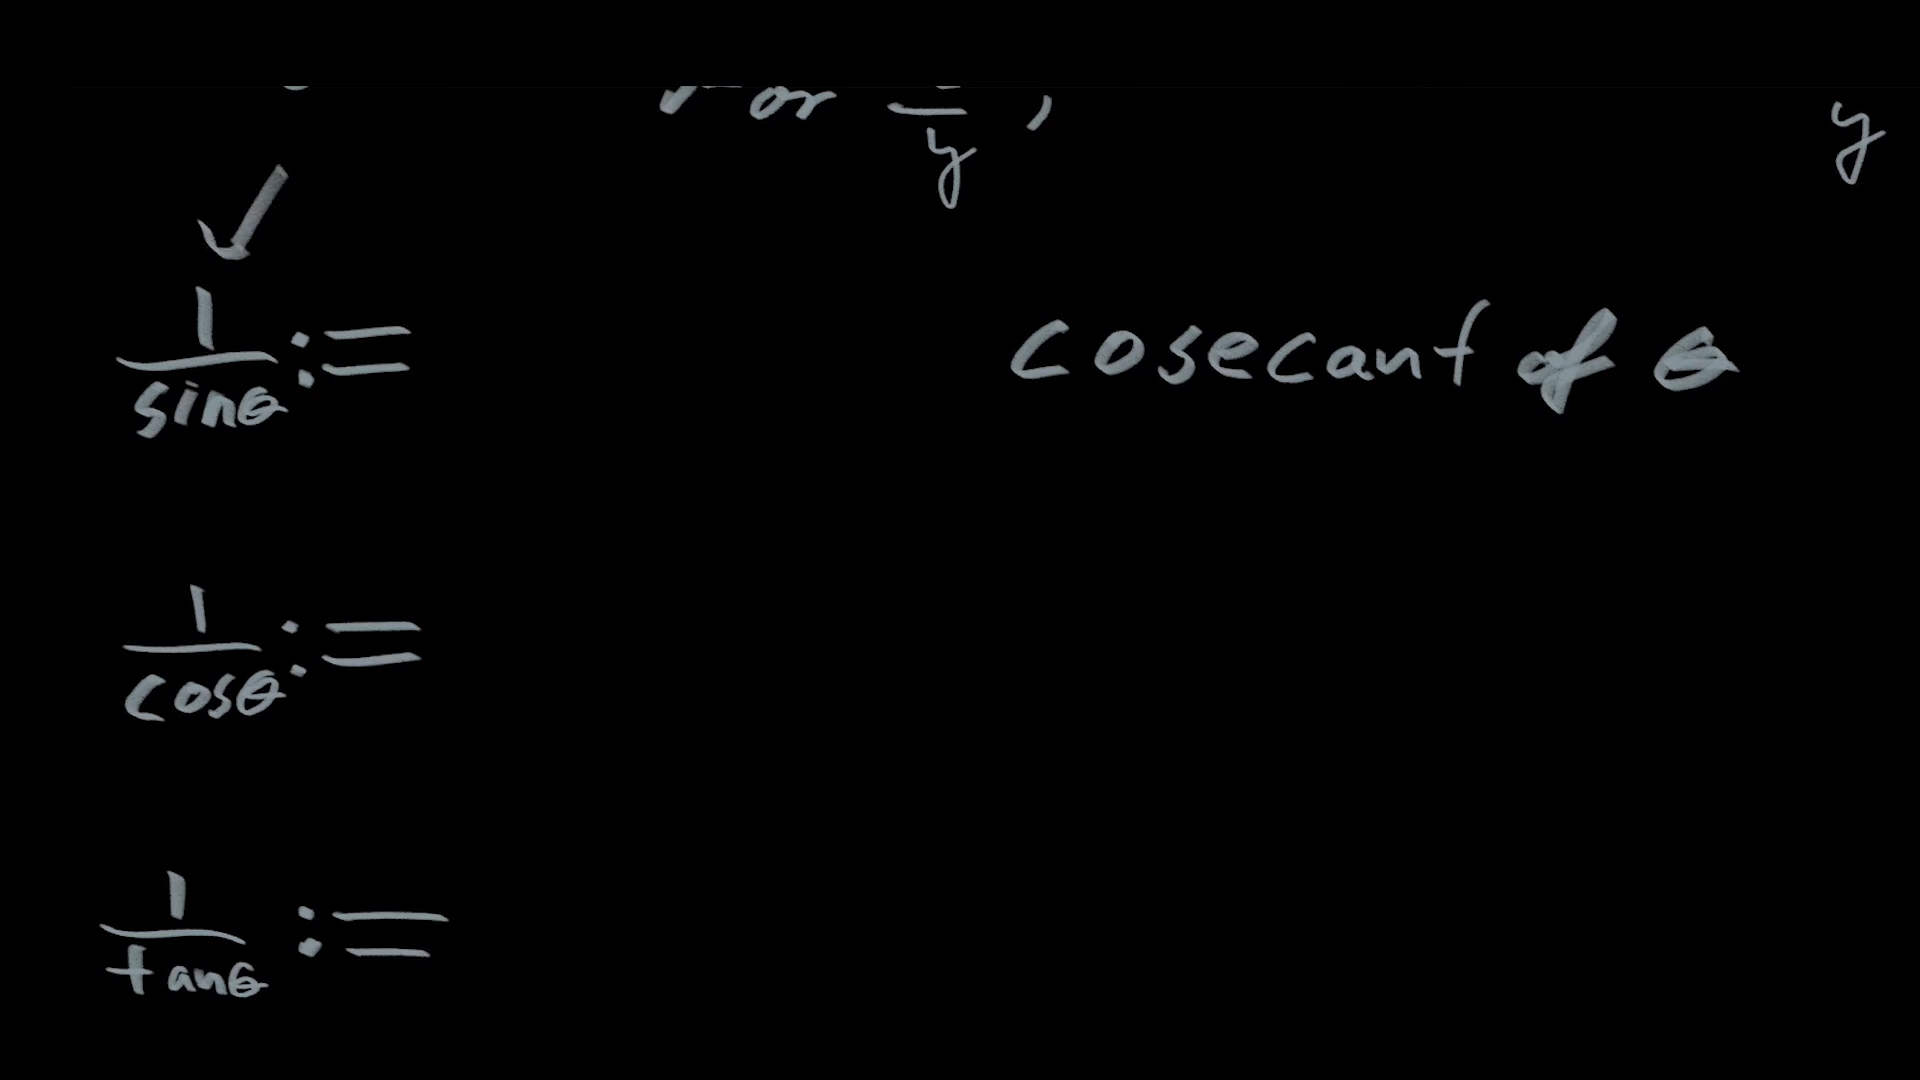 or /y, y
1/sinθ := cosecant of θ
1/cosθ :=
1/tanθ :=